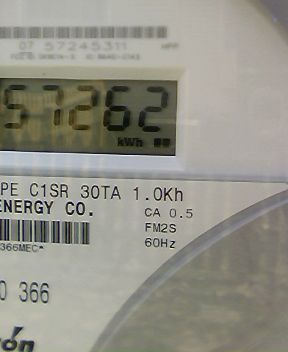 07 57245311
57262
kWh
PE C1SR 30TA 1.0Kh
ENERGY CO.
CA 0.5
FM2S
60Hz
366MEC*
0 366
rón